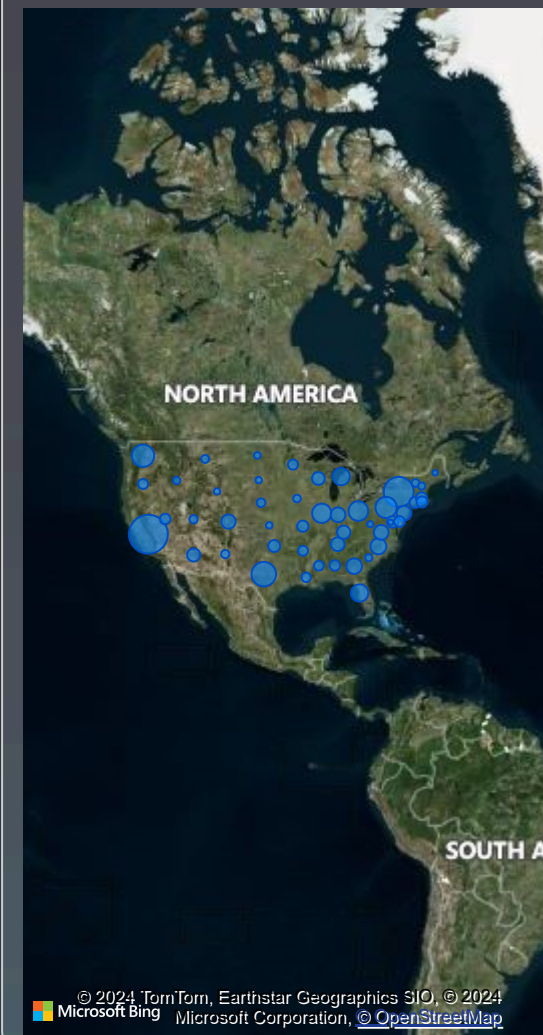 NORTH AMERICA
SOUTH A
© 2024 TomTom, Earthstar Geographics SIO, © 2024
Microsoft Bing
Microsoft Corporation, © OpenStreetMap